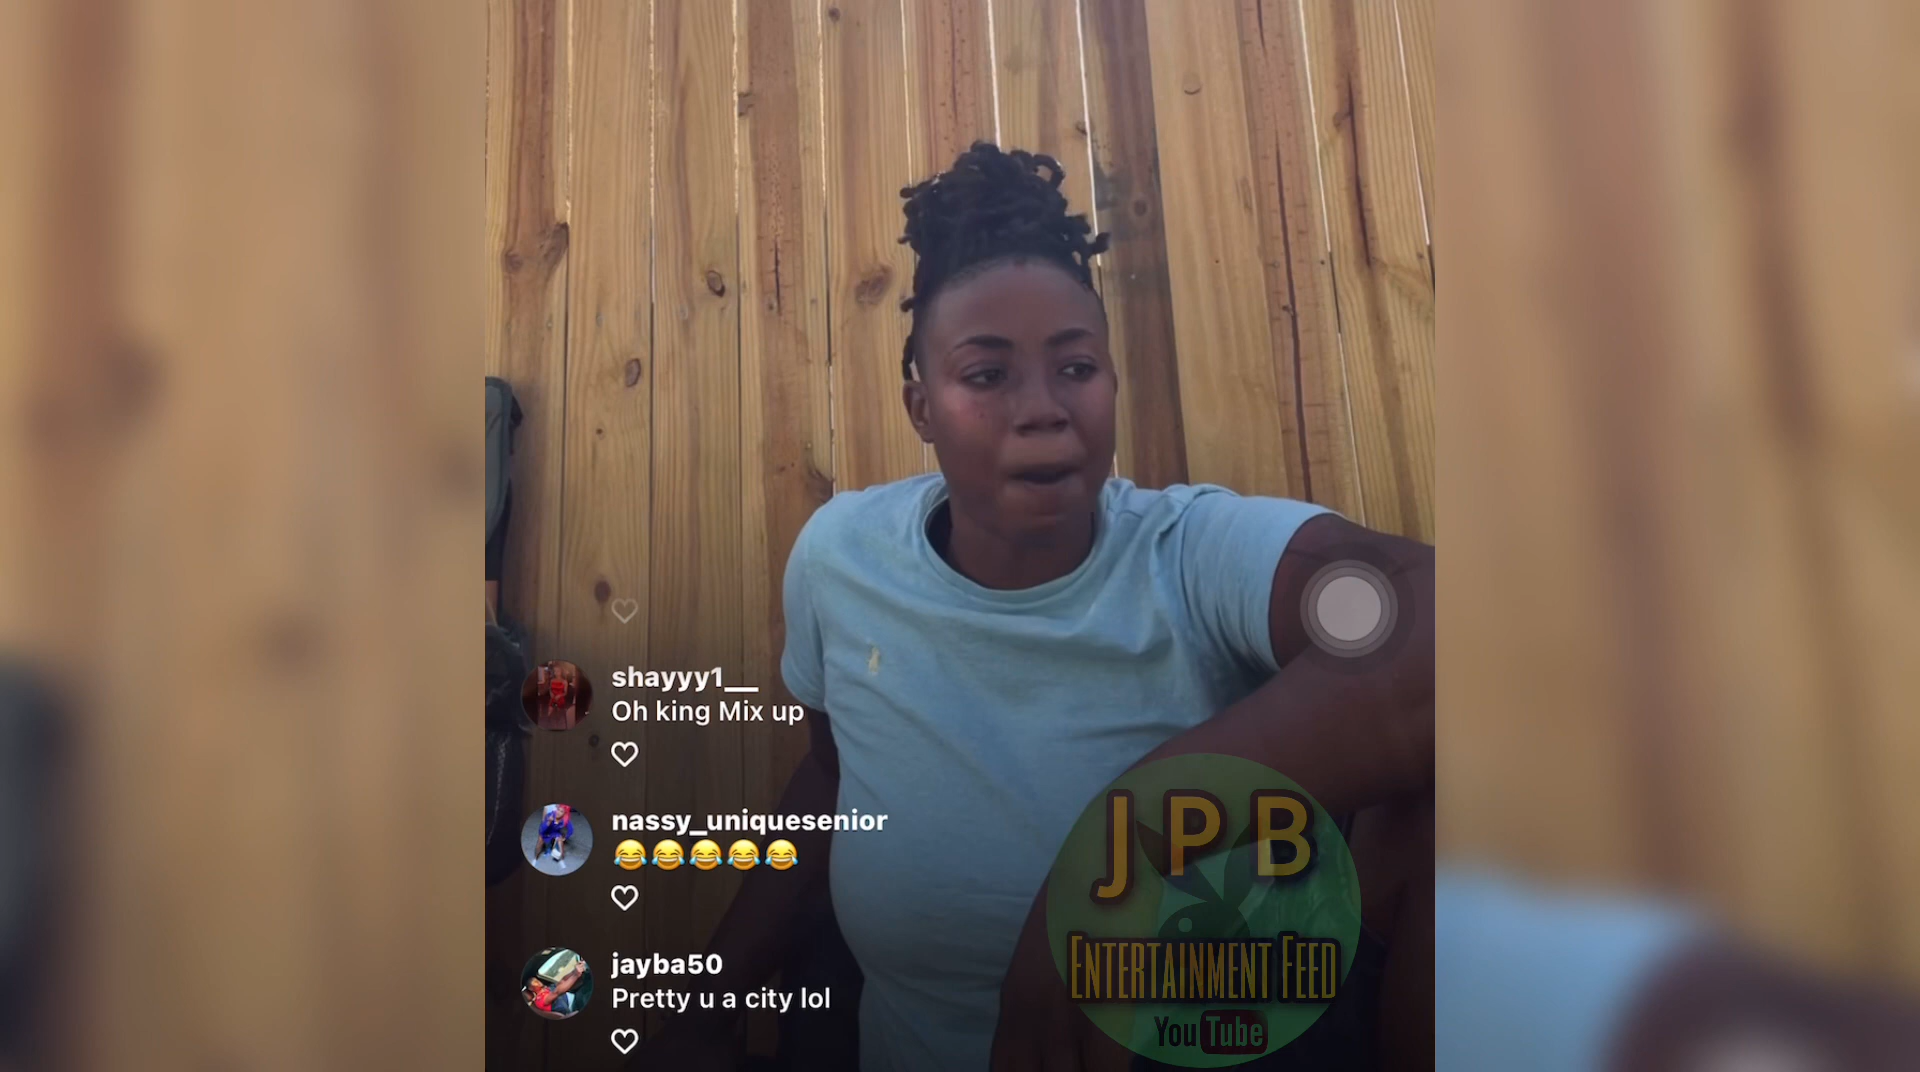 shayyy1__
Oh king Mix up
nassy_uniquesenior
😂😂😂😂😂
jayba50
Pretty u a city lol
JPB
ENTERTAINMENT FEED
YouTube